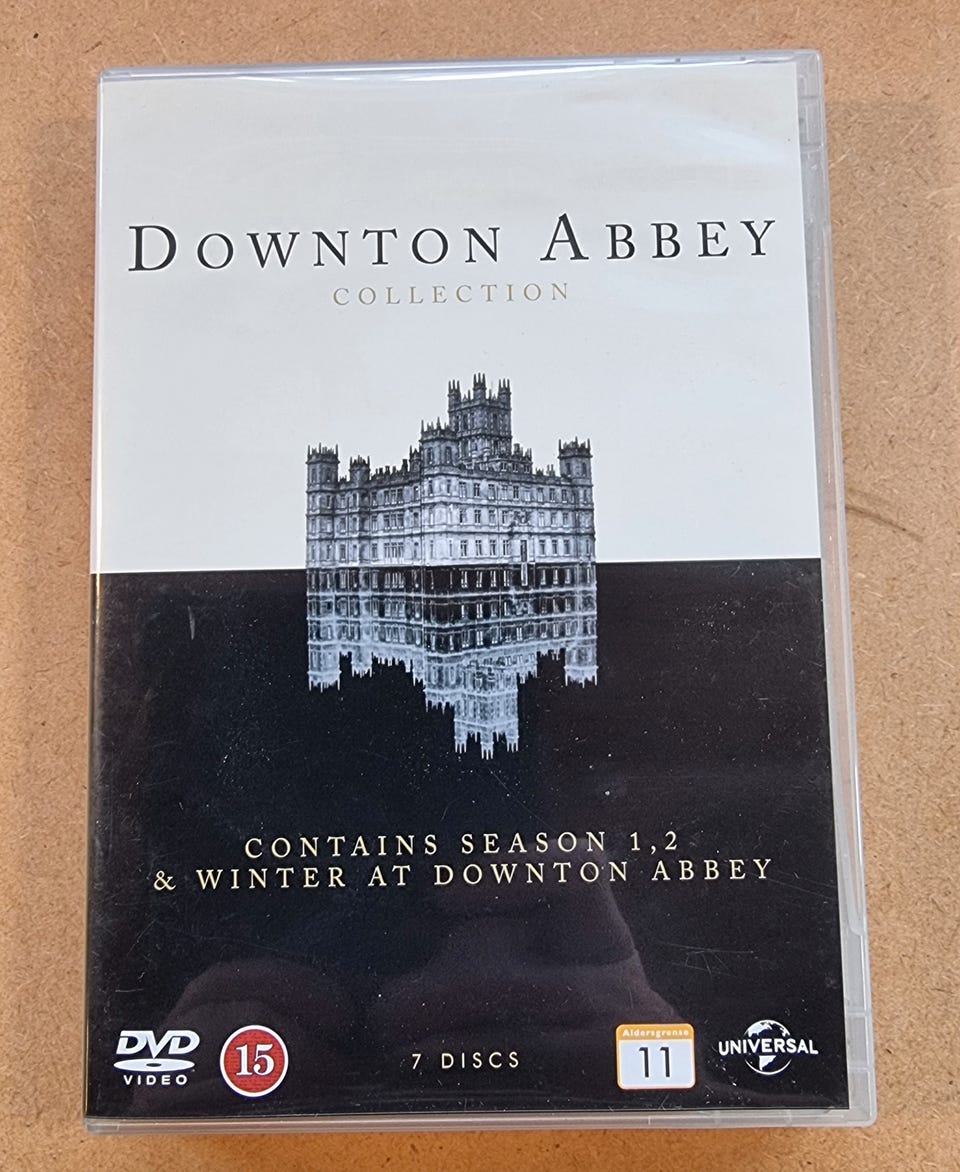 DOWNTON ABBEY
COLLECTION
CONTAINS SEASON 1,2
& WINTER AT DOWNTON ABBEY
DVD
VIDEO
15
7 DISCS
Aldersgrense
11
UNIVERSAL